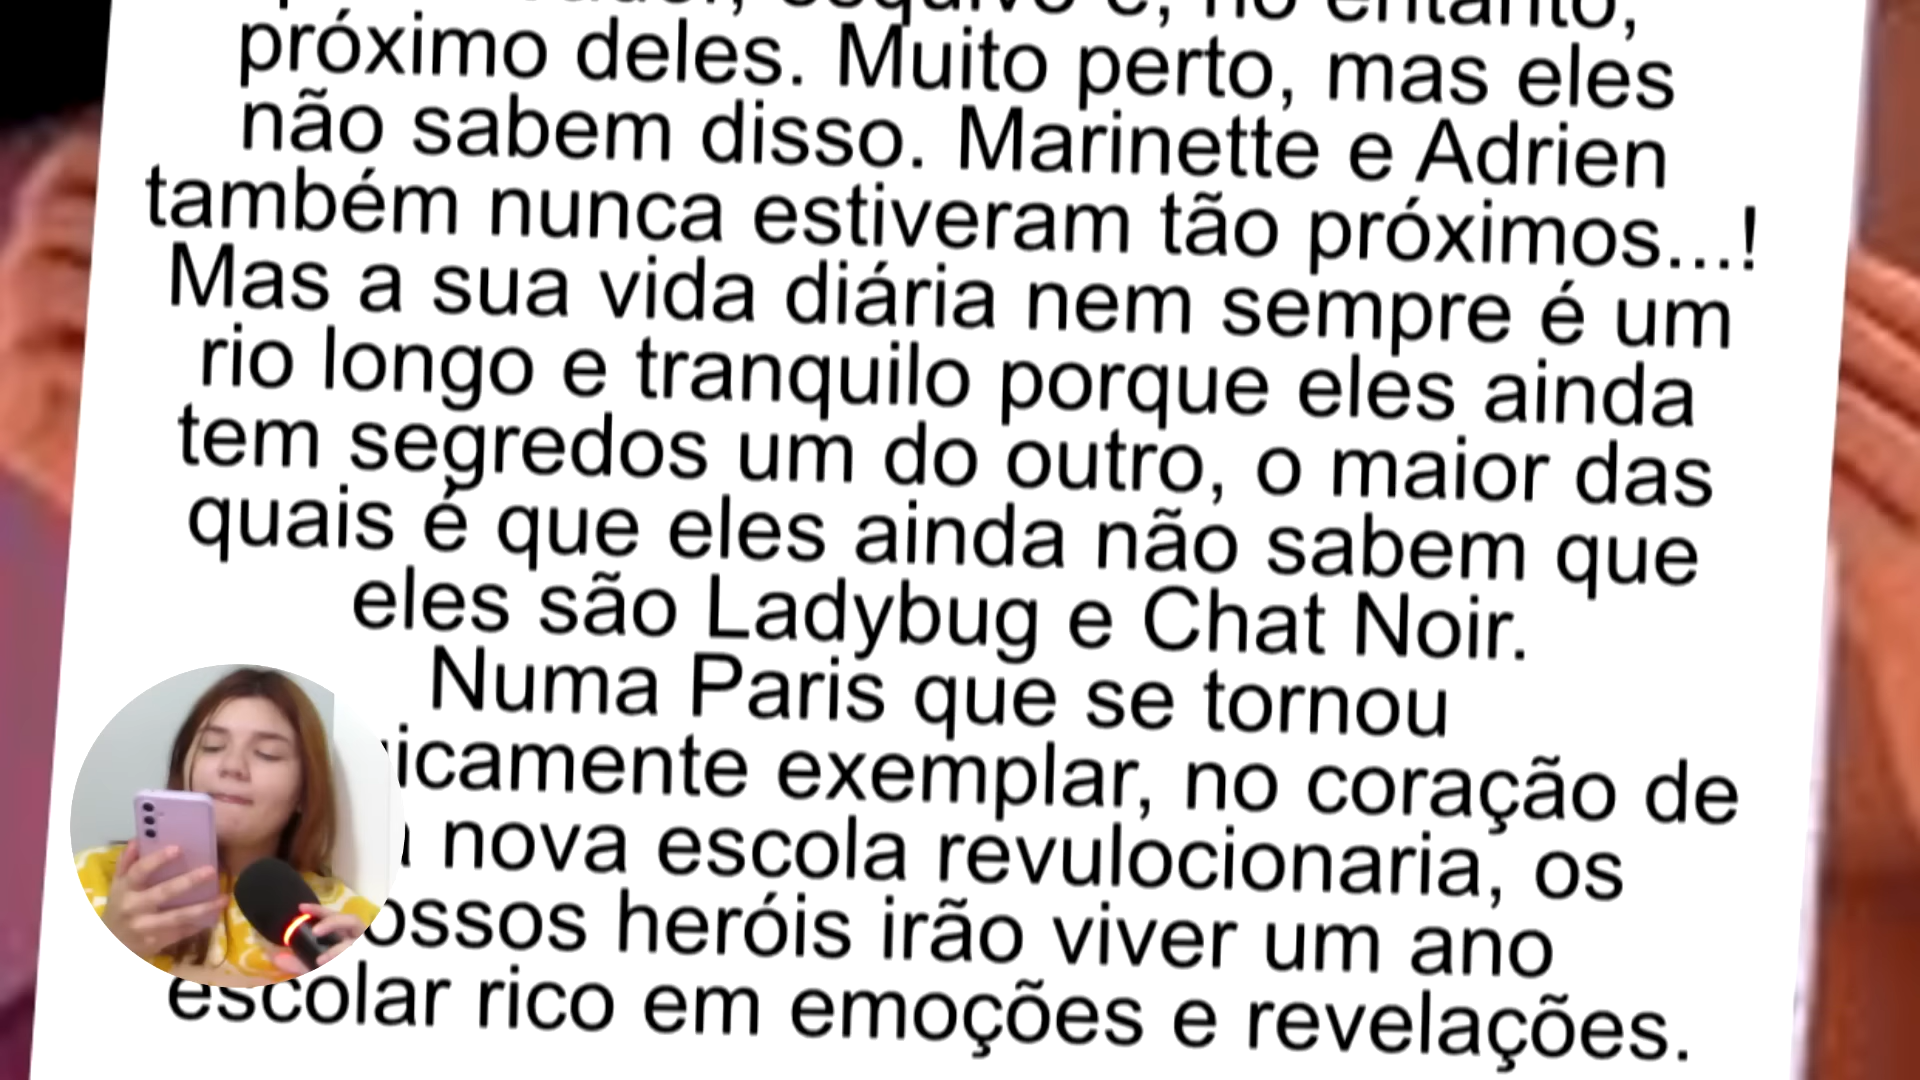 esquivo e, no entanto,
próximo deles. Muito perto, mas eles
não sabem disso. Marinette e Adrien
também nunca estiveram tão próximos...!
Mas a sua vida diária nem sempre é um
rio longo e tranquilo porque eles ainda
tem segredos um do outro, o maior das
quais é que eles ainda não sabem que
eles são Ladybug e Chat Noir.
Numa Paris que se tornou
exemplar, no coração de
nova escola revulocionaria, os
heróis irão viver um ano
escolar rico em emoções e revelações.